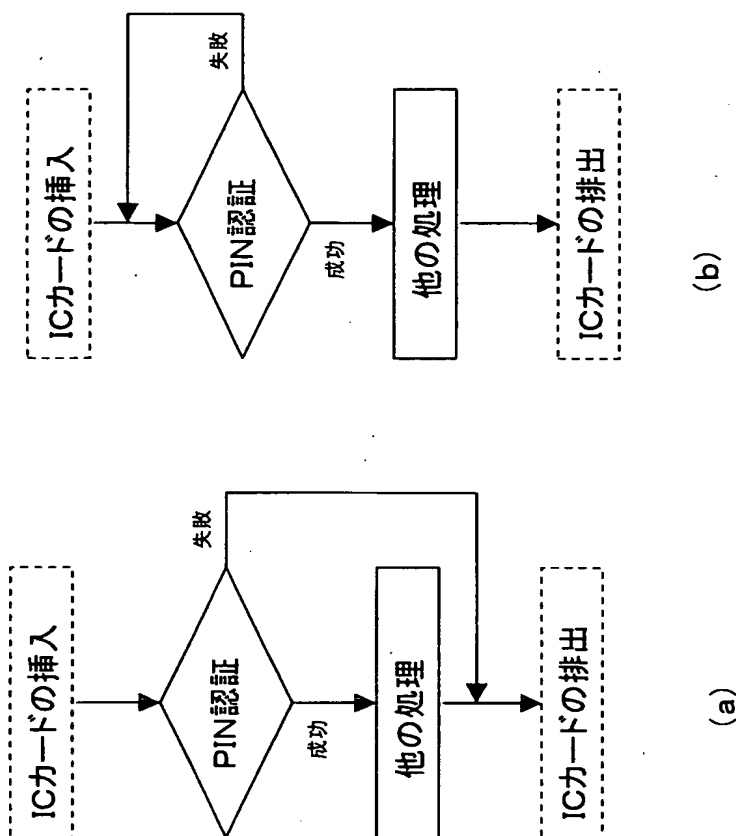 ICカードの挿入
PIN認証
失敗
成功
他の処理
ICカードの排出
(a)
ICカードの挿入
PIN認証
失敗
成功
他の処理
ICカードの排出
(b)